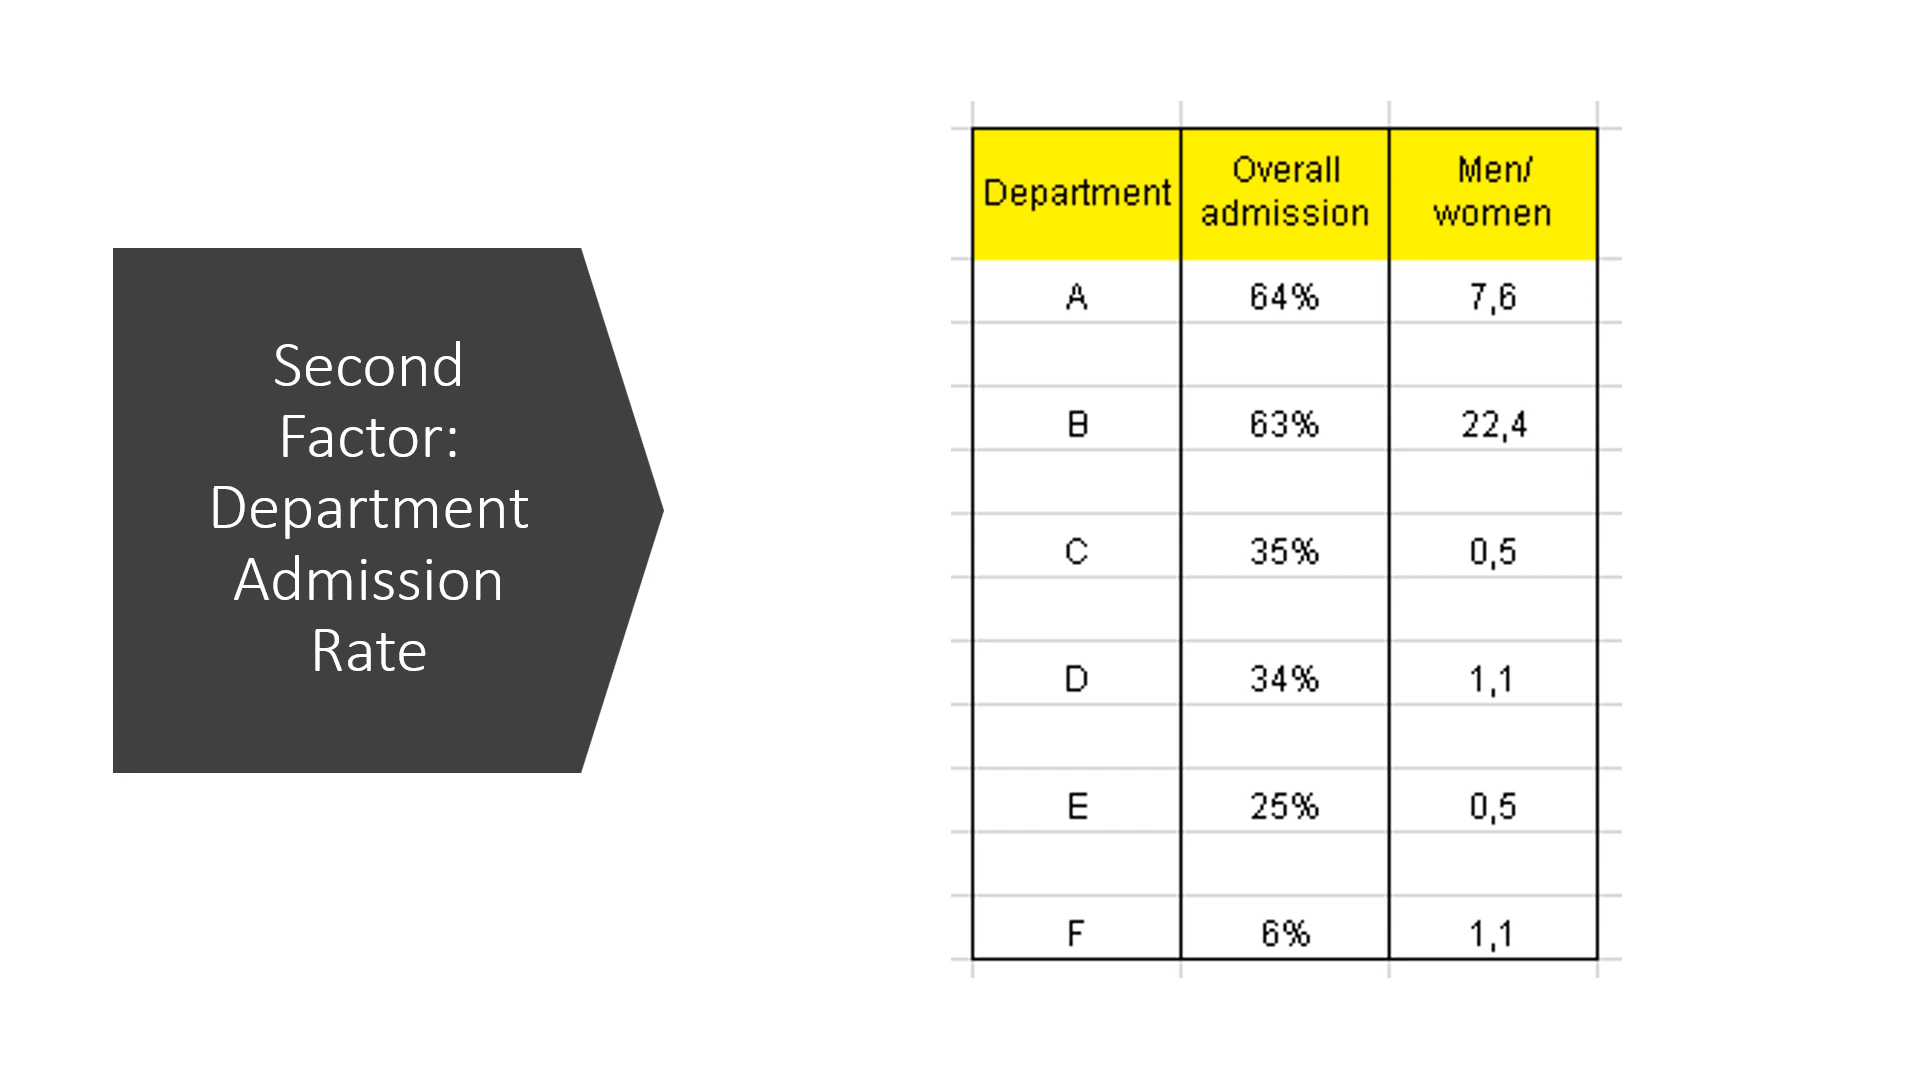 Second
Factor:
Department
Admission
Rate
Department Overall admission Men/ women
A 64% 7,6
B 63% 22,4
C 35% 0,5
D 34% 1,1
E 25% 0,5
F 6% 1,1